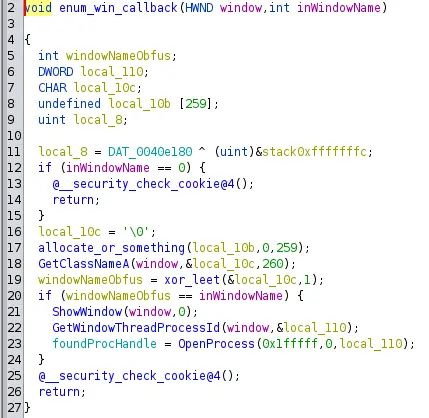 2 void enum_win_callback(HWND window,int inWindowName)
3
4 {
5 int windowNameObfus;
6 DWORD local_110;
7 CHAR local_10c;
8 undefined local_10b [259];
9 uint local_8;
10
11 local_8 = DAT_0040e180 ^ (uint)&stack0xfffffffc;
12 if (inWindowName == 0) {
13 @__security_check_cookie@4();
14 return;
15 }
16 local_10c = '\0';
17 allocate_or_something(local_10b,0,259);
18 GetClassNameA(window,&local_10c,260);
19 windowNameObfus = xor_leet(&local_10c,1);
20 if (windowNameObfus == inWindowName) {
21 ShowWindow(window,0);
22 GetWindowThreadProcessId(window,&local_110);
23 foundProcHandle = OpenProcess(0x1fffff,0,local_110);
24 }
25 @__security_check_cookie@4();
26 return;
27 }